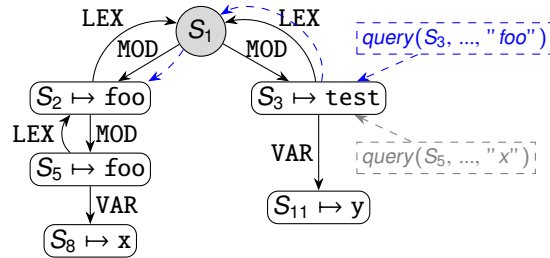 LEX
S₁
LEX
MOD
MOD
query(S₃, ..., "foo")
S₂ ↦ foo
S₃ ↦ test
LEX
MOD
VAR
query(S₅, ..., "x")
S₅ ↦ foo
VAR
S₁₁ ↦ y
S₈ ↦ x